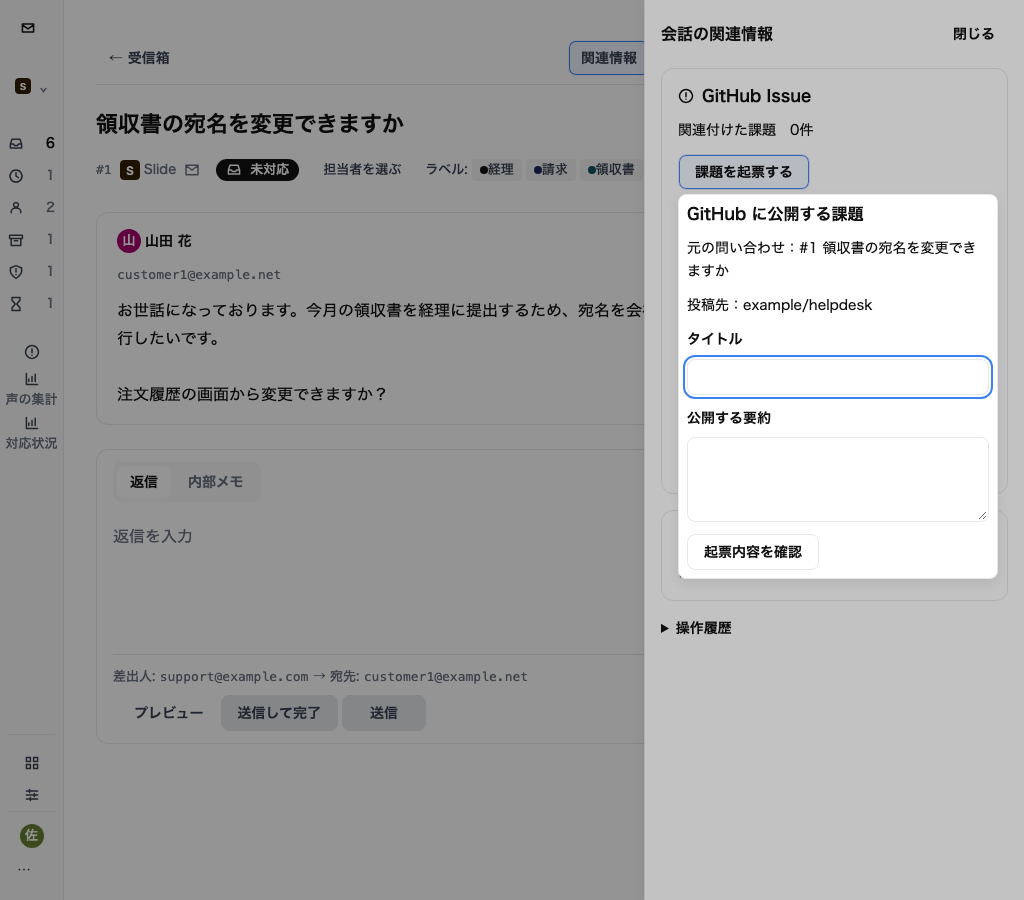 S
6
1
2
1
1
1
声の集計
対応状況
佐
...
← 受信箱
関連情報
領収書の宛名を変更できますか
#1 S Slide 未対応 担当者を選ぶ ラベル: 経理 請求 領収書
山 山田 花
customer1@example.net
お世話になっております。今月の領収書を経理に提出するため、宛名を会
行したいです。
注文履歴の画面から変更できますか？
返信 内部メモ
返信を入力
差出人: support@example.com → 宛先: customer1@example.net
プレビュー 送信して完了 送信
会話の関連情報 閉じる
GitHub Issue
関連付けた課題 0件
課題を起票する
GitHub に公開する課題
元の問い合わせ：#1 領収書の宛名を変更でき
ますか
投稿先：example/helpdesk
タイトル
公開する要約
起票内容を確認
▶ 操作履歴